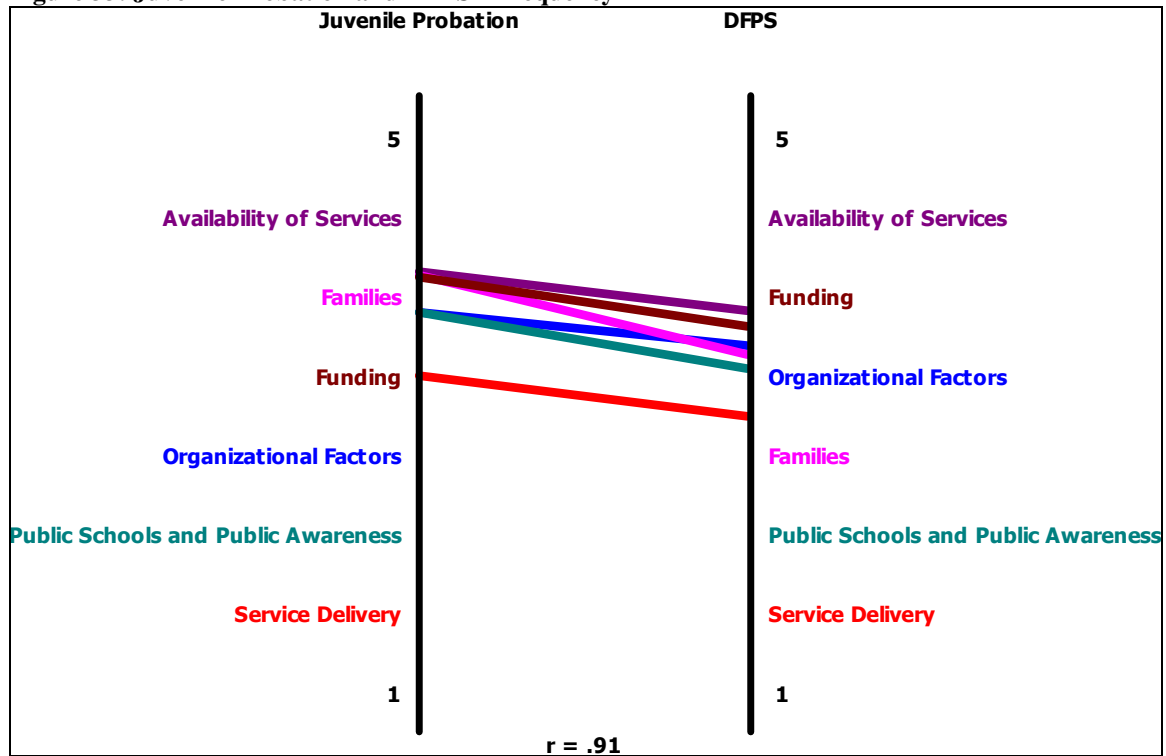 Juvenile Probation DFPS
5 5
Availability of Services Availability of Services
Families Funding
Funding Organizational Factors
Organizational Factors Families
Public Schools and Public Awareness Public Schools and Public Awareness
Service Delivery Service Delivery
1 1
r = .91